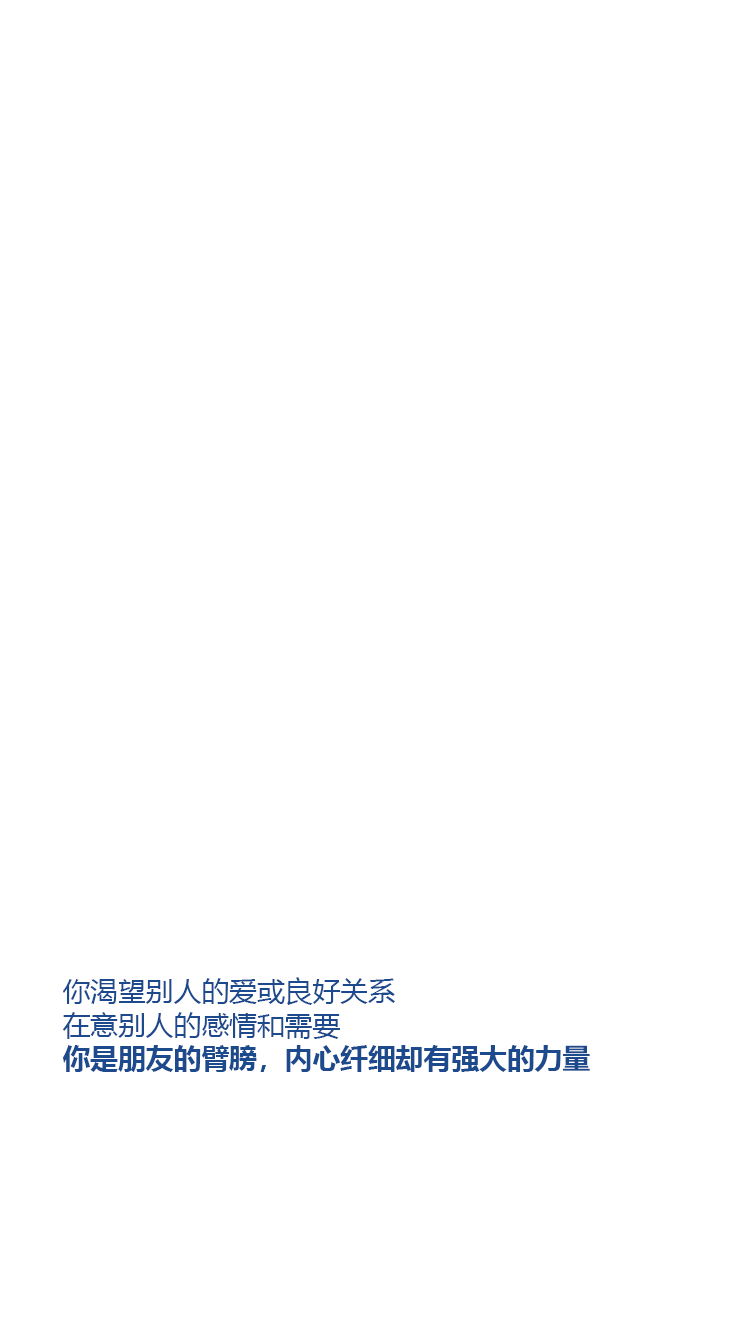 你渴望别人的爱或良好关系
在意别人的感情和需要
你是朋友的臂膀，内心纤细却有强大的力量